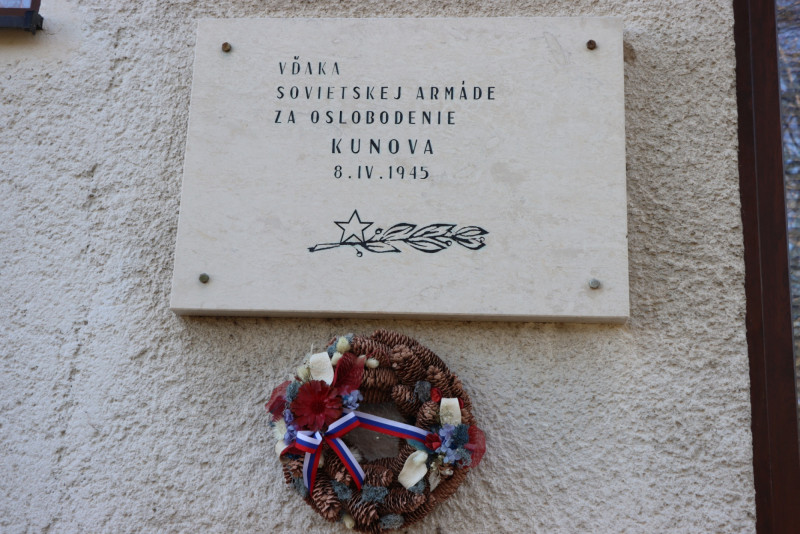 VĎAKA
SOVIETSKEJ ARMÁDE
ZA OSLOBODENIE
KUNOVA
8.IV.1945